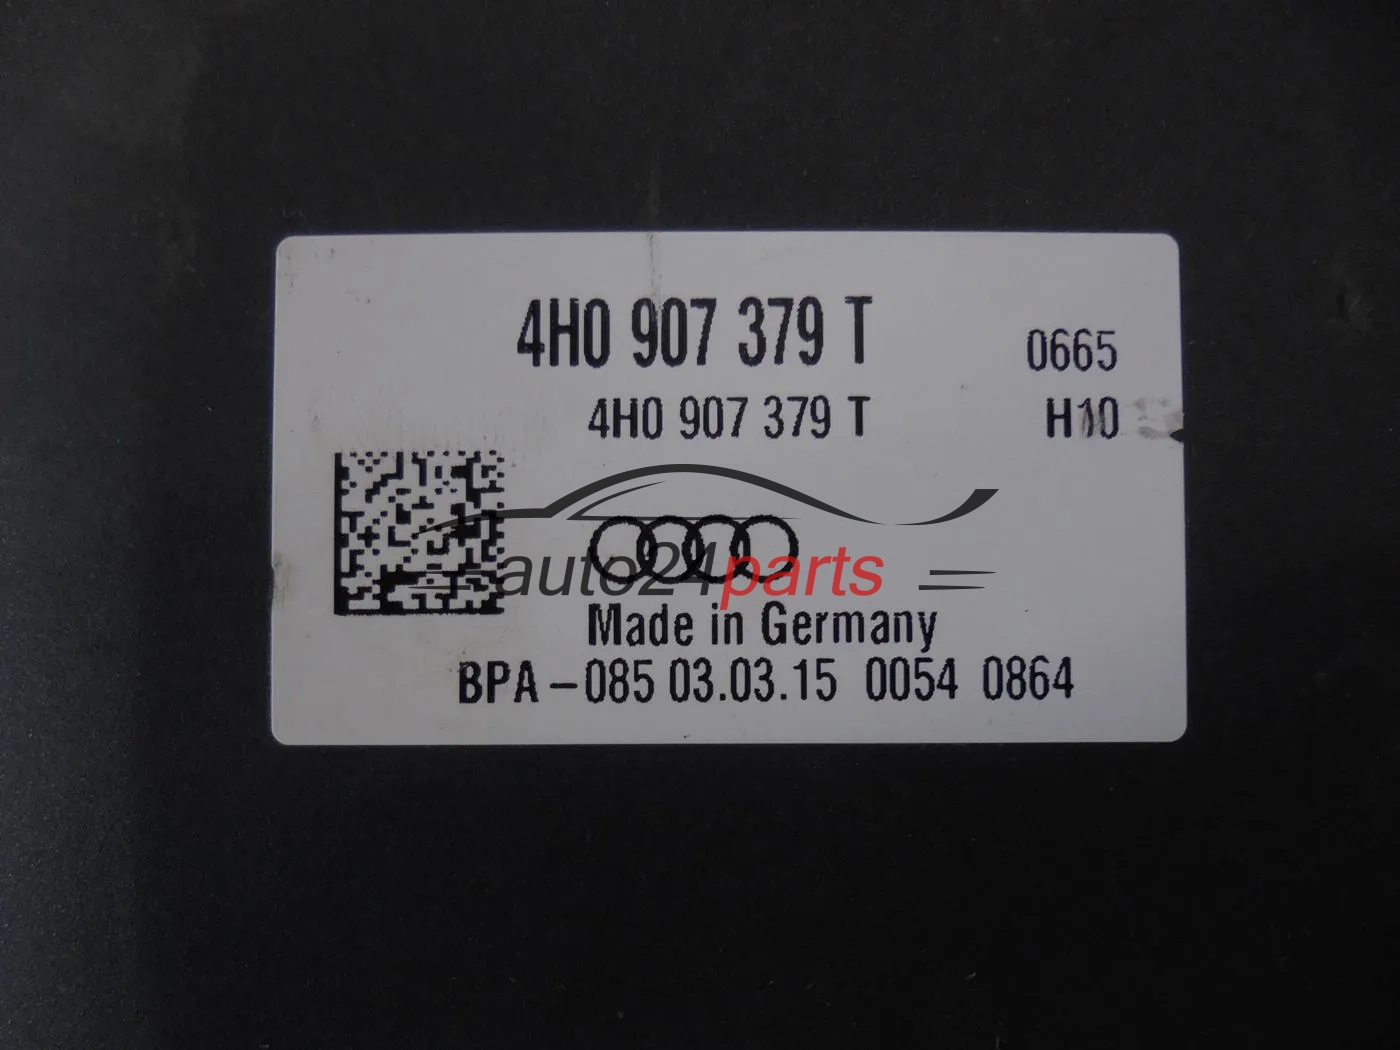 4H0 907 379 T 0665
4H0 907 379 T H10
auto24parts
Made in Germany
BPA-085 03.03.15 0054 0864